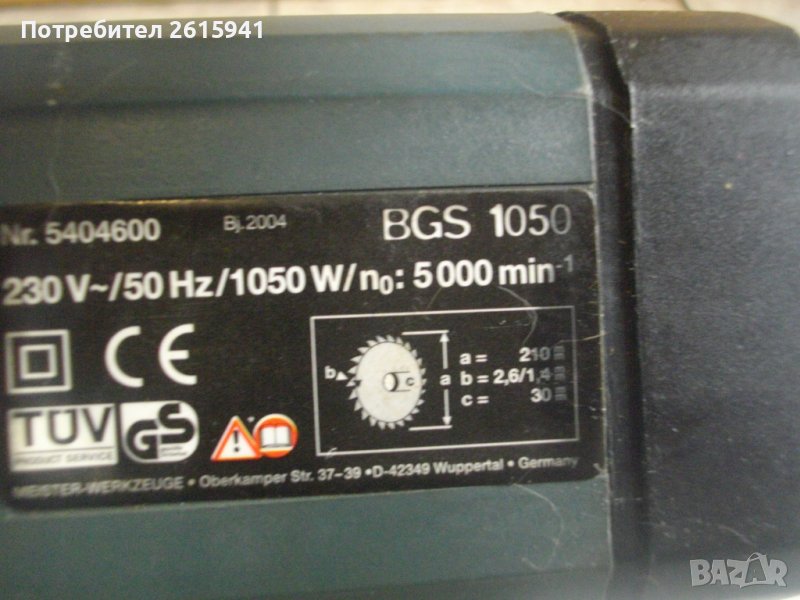 Потребител 2615941
Nr. 5404600 Bj.2004 BGS 1050
230 V~/50 Hz/1050 W/n₀: 5 000 min⁻¹
CE
a = 210
b a b = 2,6/1,4
c c = 30
TÜV GS
PRODUCT SERVICE
MEISTER-WERKZEUGE • Oberkamper Str. 37-39 • D-42349 Wuppertal • Germany
BAZAR